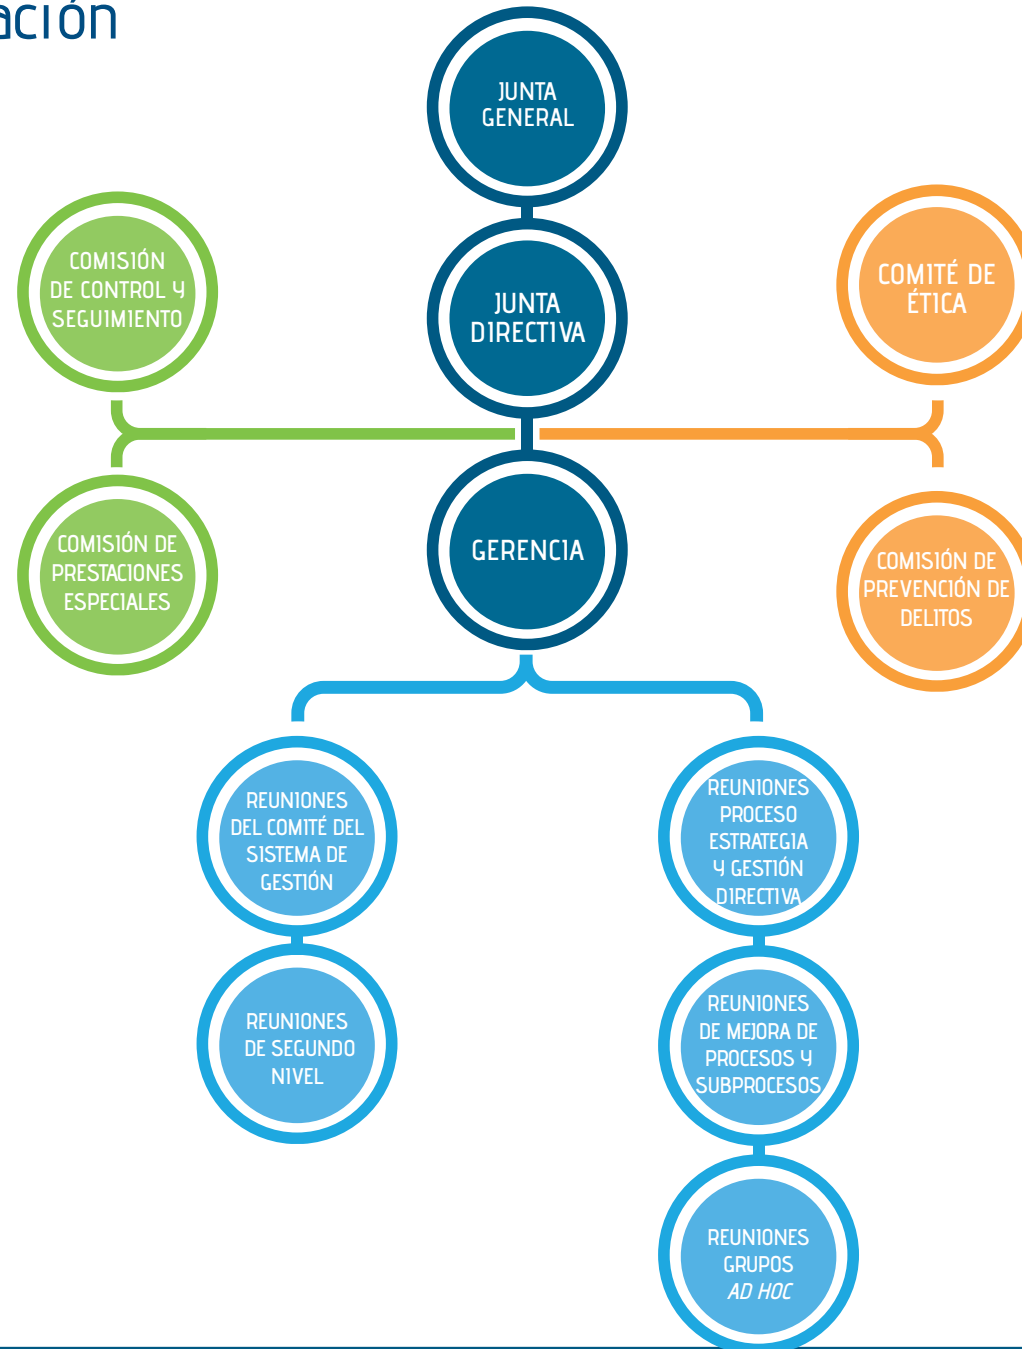 ación
JUNTA
GENERAL
COMISIÓN
DE CONTROL Y
SEGUIMIENTO
JUNTA
DIRECTIVA
COMITÉ DE
ÉTICA
COMISIÓN DE
PRESTACIONES
ESPECIALES
GERENCIA
COMISIÓN DE
PREVENCIÓN DE
DELITOS
REUNIONES
DEL COMITÉ DEL
SISTEMA DE
GESTIÓN
REUNIONES
PROCESO
ESTRATEGIA
Y GESTIÓN
DIRECTIVA
REUNIONES
DE SEGUNDO
NIVEL
REUNIONES
DE MEJORA DE
PROCESOS Y
SUBPROCESOS
REUNIONES
GRUPOS
AD HOC